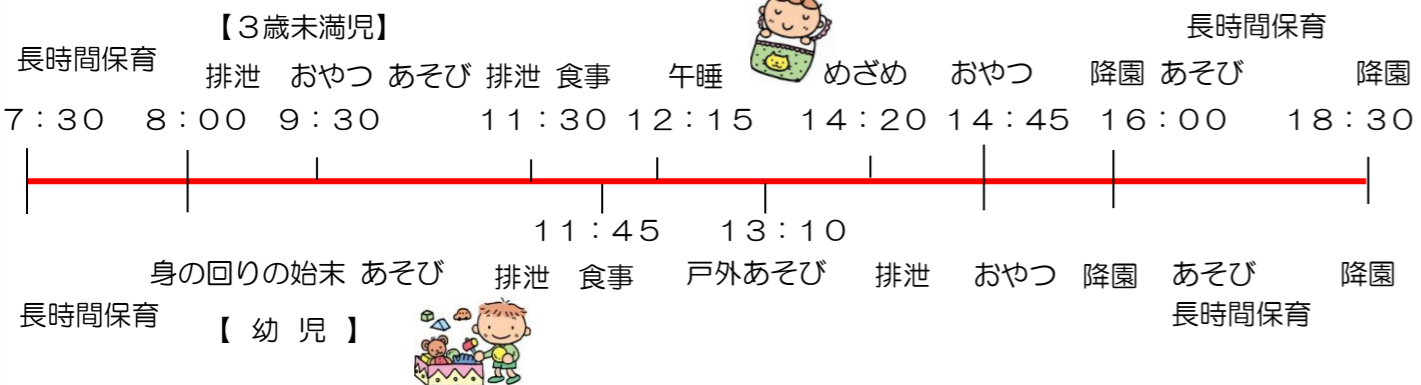 【３歳未満児】
長時間保育
長時間保育
排泄 おやつ あそび 排泄 食事 午睡 めざめ おやつ 降園 あそび 降園
７：３０ ８：００ ９：３０ １１：３０ １２：１５ １４：２０ １４：４５ １６：００ １８：３０
１１：４５ １３：１０
身の回りの始末 あそび 排泄 食事 戸外あそび 排泄 おやつ 降園 あそび 降園
長時間保育
長時間保育
【 幼 児 】